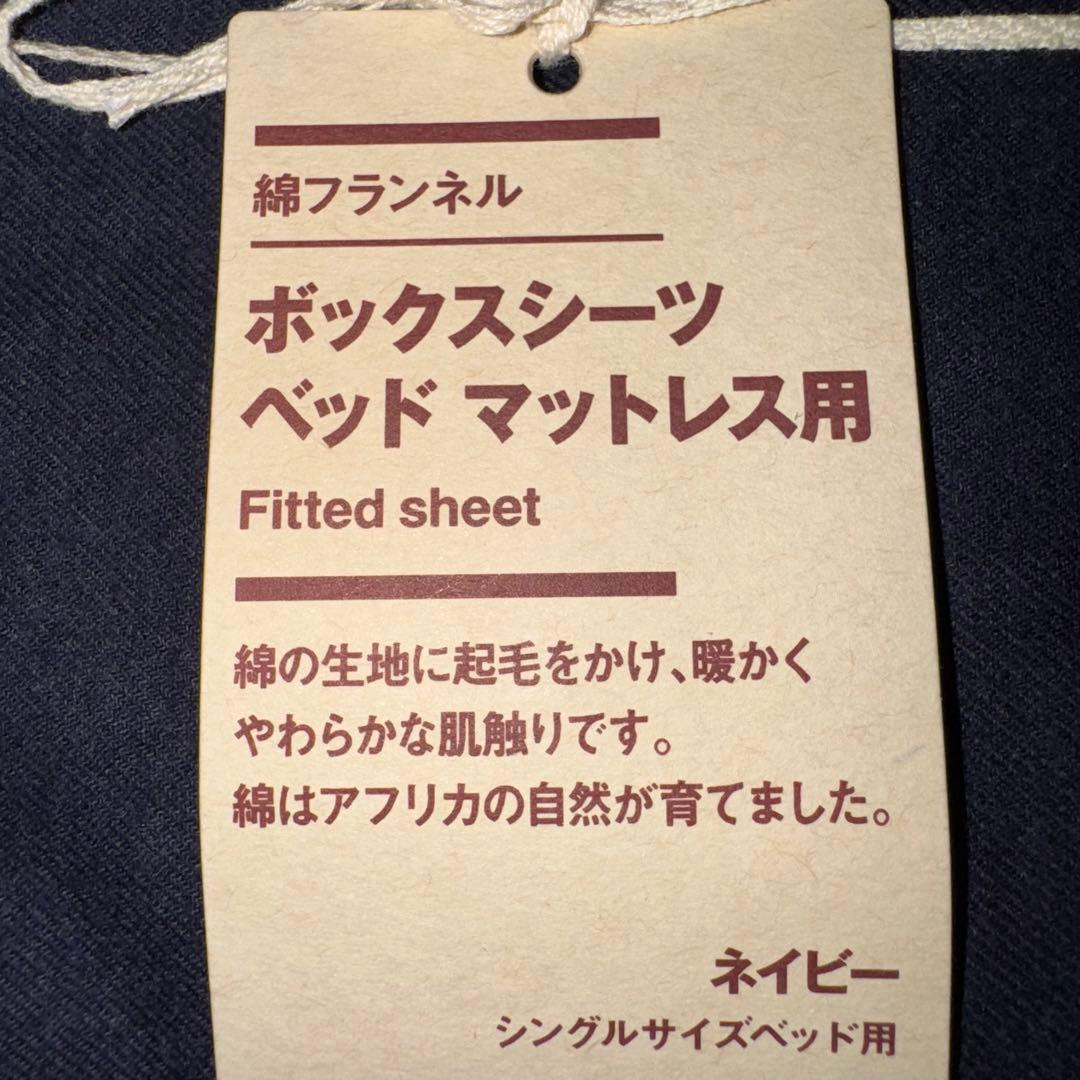 綿フランネル
ボックスシーツ
ベッド マットレス用
Fitted sheet
綿の生地に起毛をかけ、暖かく
やわらかな肌触りです。
綿はアフリカの自然が育てました。
ネイビー
シングルサイズベッド用